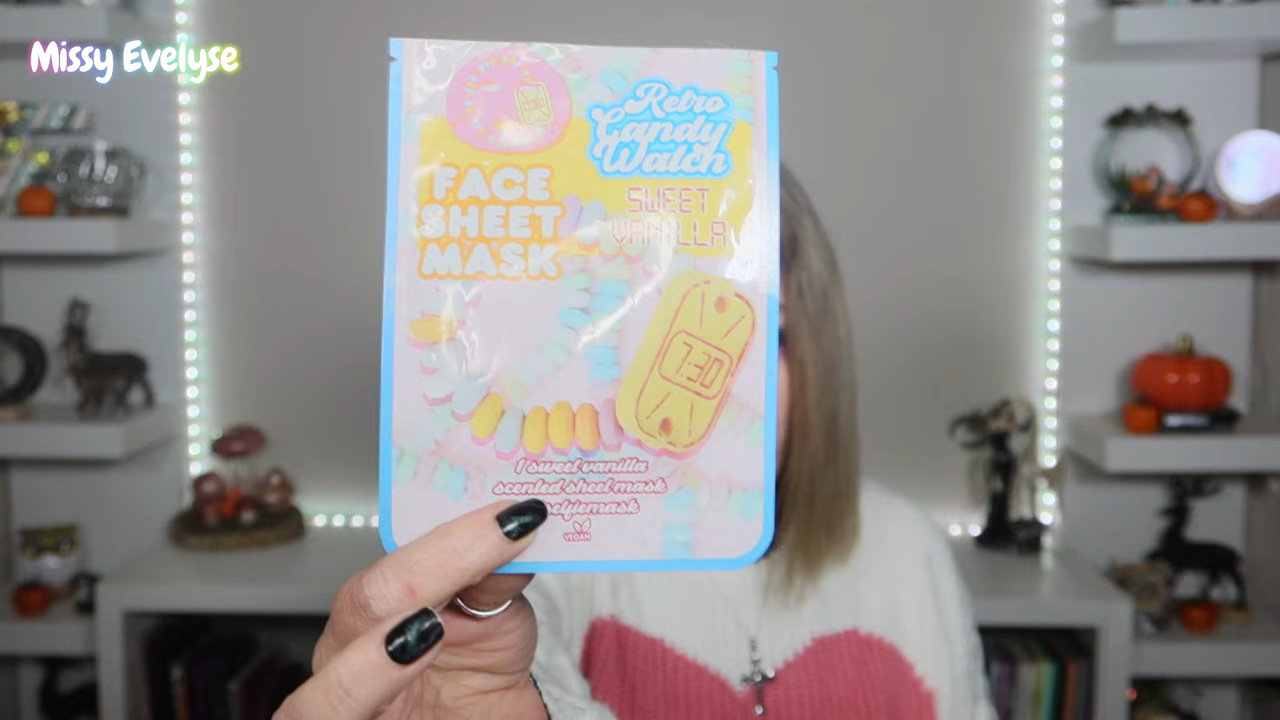 Missy Evelyse
Retro
Candy
Watch
FACE
SHEET
MASK
SWEET
VANILLA
7:30
1 sweet vanilla
scented sheet mask
selfiemask
VEGAN